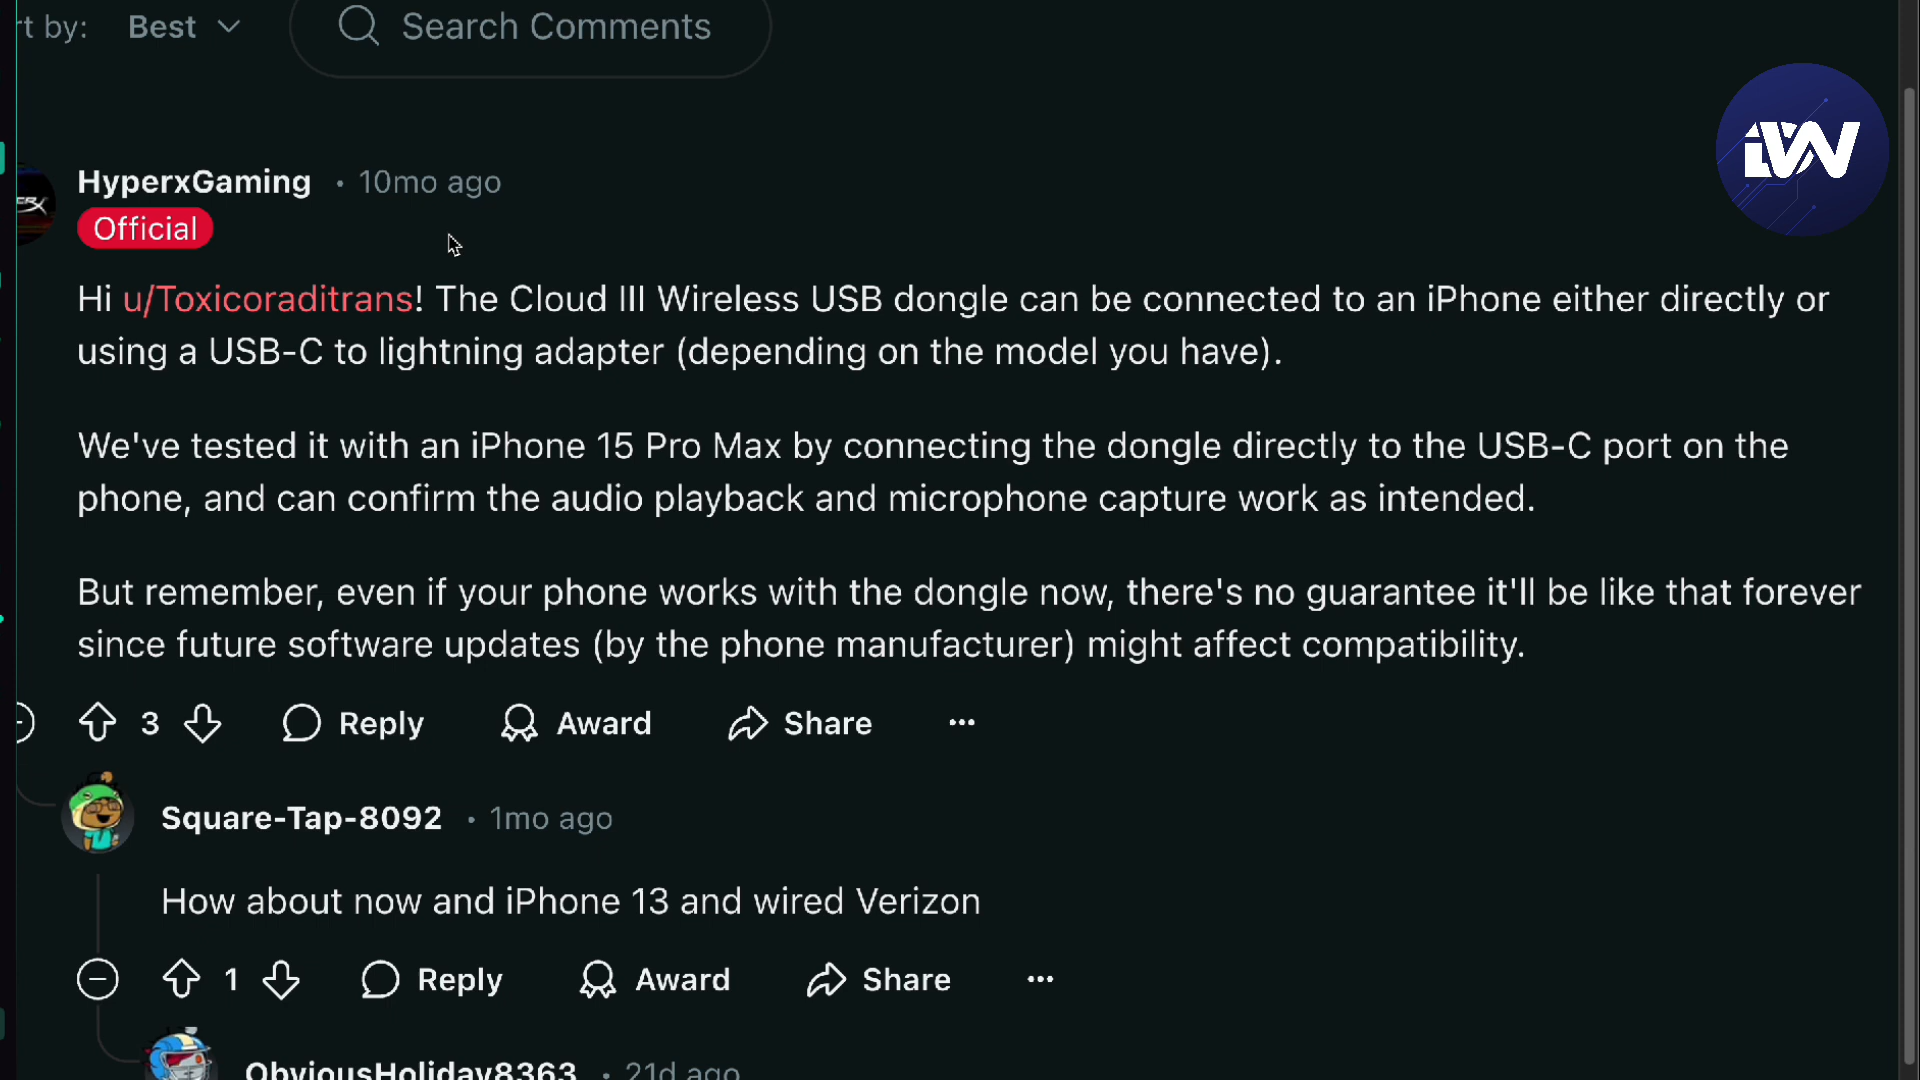 rt by: Best Search Comments
HyperxGaming • 10mo ago
Official
Hi u/Toxicoraditrans! The Cloud III Wireless USB dongle can be connected to an iPhone either directly or
using a USB-C to lightning adapter (depending on the model you have).
We've tested it with an iPhone 15 Pro Max by connecting the dongle directly to the USB-C port on the
phone, and can confirm the audio playback and microphone capture work as intended.
But remember, even if your phone works with the dongle now, there's no guarantee it'll be like that forever
since future software updates (by the phone manufacturer) might affect compatibility.
3 Reply Award Share ...
Square-Tap-8092 • 1mo ago
How about now and iPhone 13 and wired Verizon
1 Reply Award Share ...
ObviousHoliday8363 • 21d ago